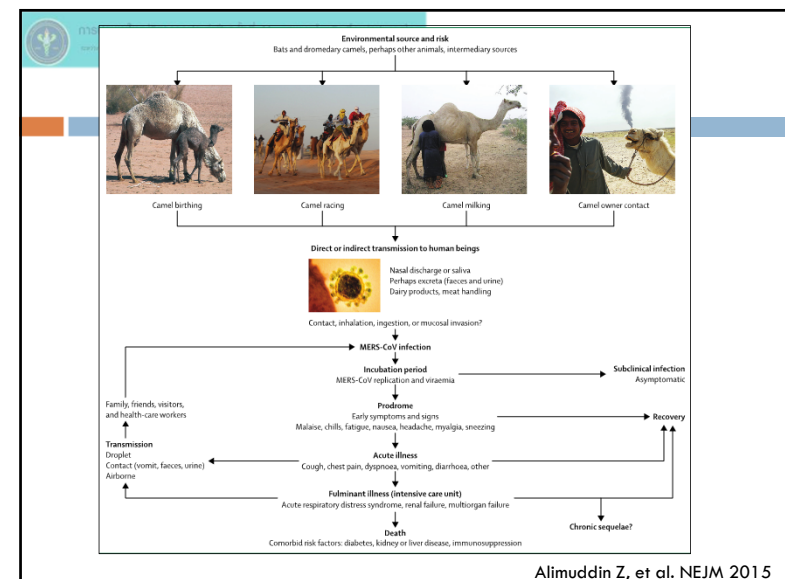 Environmental source and risk
Bats and dromedary camels, perhaps other animals, intermediary sources
Camel birthing
Camel racing
Camel milking
Camel owner contact
Direct or indirect transmission to human beings
Nasal discharge or saliva
Perhaps excreta (faeces and urine)
Dairy products, meat handling
Contact, inhalation, ingestion, or mucosal invasion?
MERS-CoV infection
Incubation period
MERS-CoV replication and viraemia
Subclinical infection
Asymptomatic
Family, friends, visitors,
and health-care workers
Prodrome
Early symptoms and signs
Malaise, chills, fatigue, nausea, headache, myalgia, sneezing
Recovery
Transmission
Droplet
Contact (vomit, faeces, urine)
Airborne
Acute illness
Cough, chest pain, dyspnoea, vomiting, diarrhoea, other
Fulminant illness (intensive care unit)
Acute respiratory distress syndrome, renal failure, multiorgan failure
Chronic sequelae?
Death
Comorbid risk factors: diabetes, kidney or liver disease, immunosuppression
Alimuddin Z, et al. NEJM 2015